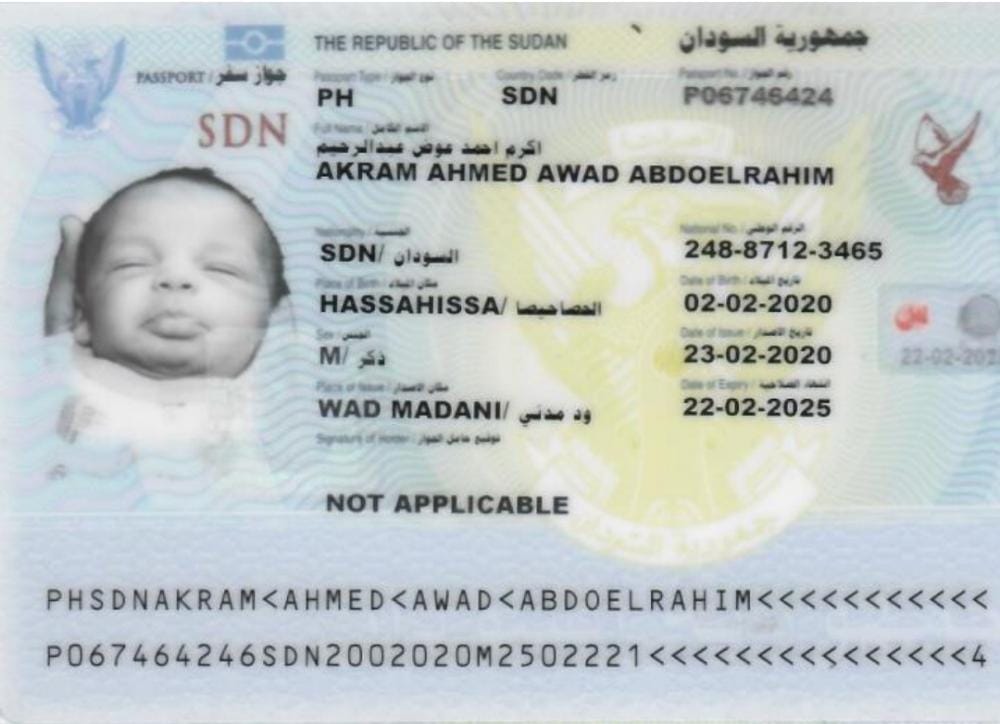 THE REPUBLIC OF THE SUDAN جمهورية السودان
PASSPORT / جواز سفر
Passport Type / نوع الجواز Country Code / رمز القطر Passport No. / رقم الجواز
PH SDN P06746424
SDN
Full Name / الاسم الكامل
اكرم احمد عوض عبدالرحيم
AKRAM AHMED AWAD ABDOELRAHIM
Nationality / الجنسية National No. / الرقم الوطني
SDN/ السودان 248-8712-3465
Place of Birth / مكان الميلاد Date of Birth / تاريخ الميلاد
HASSAHISSA/ الحصاحيصا 02-02-2020
Sex / الجنس Date of Issue / تاريخ الاصدار
M/ ذكر 23-02-2020
Place of Issue / مكان الاصدار Date of Expiry / انتهاء الصلاحية
WAD MADANI/ ود مدني 22-02-2025
Signature of Holder / توقيع حامل الجواز
NOT APPLICABLE
جمهورية السودان
PHSDNAKRAM<AHMED<AWAD<ABDOELRAHIM<<<<<<<<<<<
P067464246SDN2002020M2502221<<<<<<<<<<<<<<<4